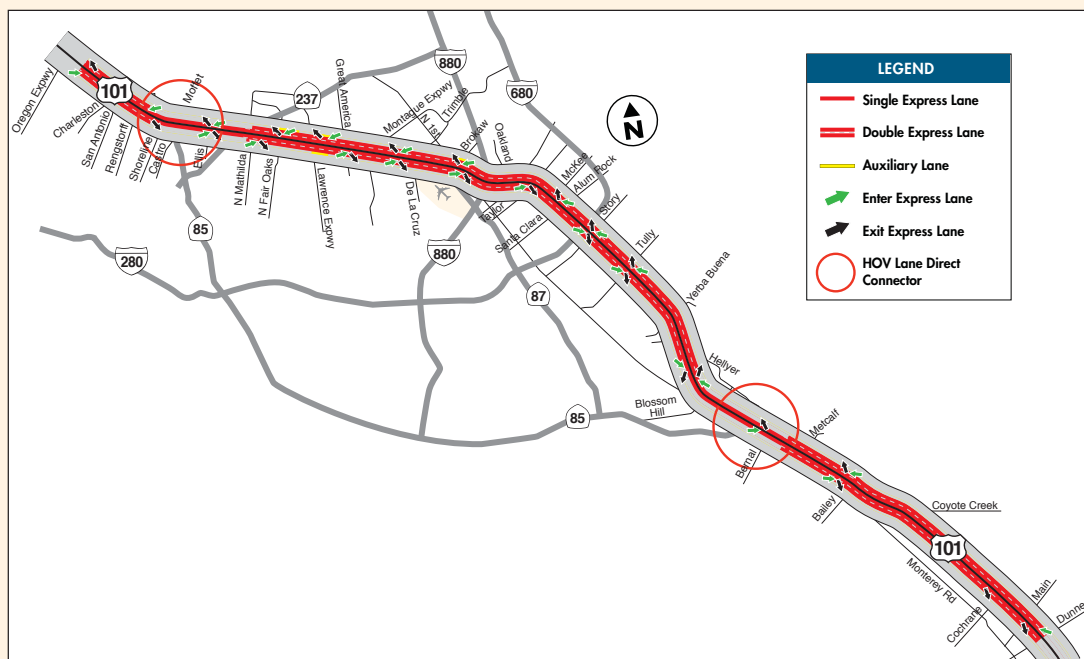 Oregon Expwy
101
Charleston
San Antonio
Rengstorff
Shoreline
Castro
Moffet
Ellis
85
237
N Mathilda
N Fair Oaks
Great America
Lawrence Expwy
Montague Expwy
N 1st
Trimble
De La Cruz
880
Brokaw
680
Oakland
N
McKee
Alum Rock
Taylor
Santa Clara
Story
Tully
880
280
87
Yerba Buena
Hellyer
Blossom
Hill
85
Bernal
Metcalf
Bailey
Coyote Creek
101
Monterey Rd
Cochrane
Main
Dunne
LEGEND
Single Express Lane
Double Express Lane
Auxiliary Lane
Enter Express Lane
Exit Express Lane
HOV Lane Direct
Connector